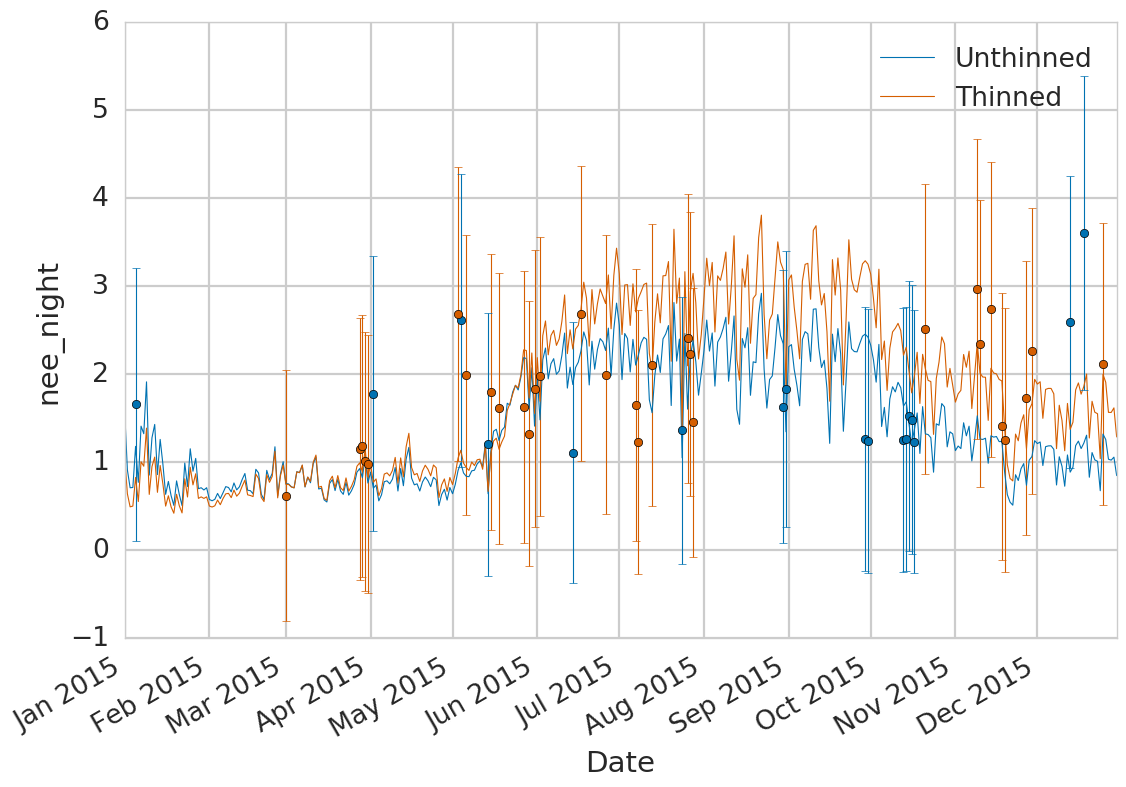 6
5
4
3
2
1
0
−1
nee_night
Unthinned
Thinned
Jan 2015
Feb 2015
Mar 2015
Apr 2015
May 2015
Jun 2015
Jul 2015
Aug 2015
Sep 2015
Oct 2015
Nov 2015
Dec 2015
Date